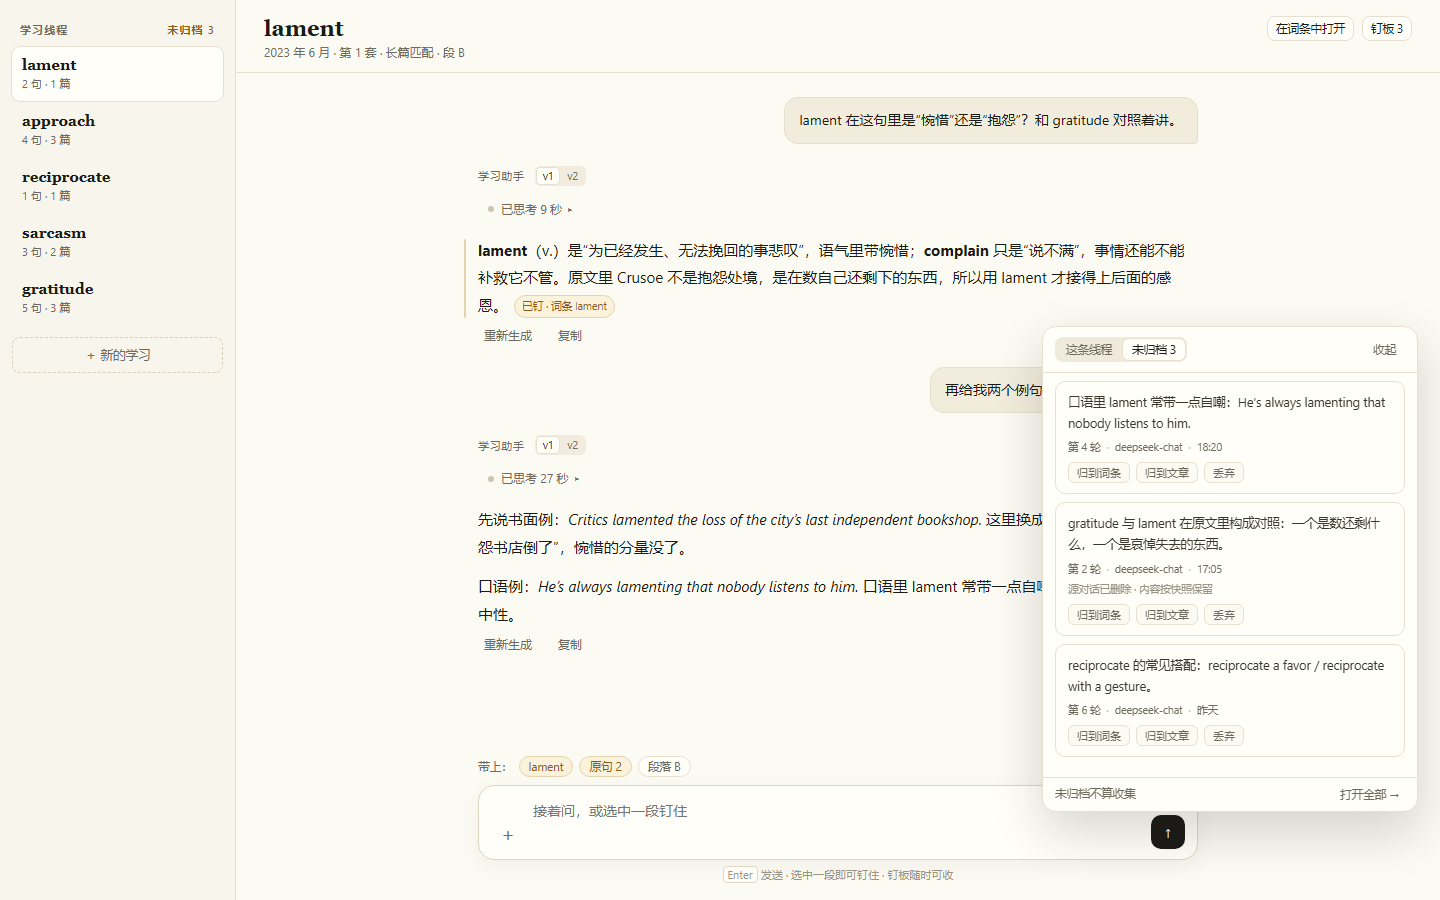 学习线程
未归档 3
lament
2 句 · 1 篇
approach
4 句 · 3 篇
reciprocate
1 句 · 1 篇
sarcasm
3 句 · 2 篇
gratitude
5 句 · 3 篇
+ 新的学习
lament
2023 年 6 月 · 第 1 套 · 长篇匹配 · 段 B
在词条中打开
钉板 3
lament 在这句里是“惋惜”还是“抱怨”？和 gratitude 对照着讲。
学习助手 v1 v2
已思考 9 秒 ▸
lament（v.）是“为已经发生、无法挽回的事悲叹”，语气里带惋惜；complain 只是“说不满”，事情还能不能
补救它不管。原文里 Crusoe 不是抱怨处境，是在数自己还剩下的东西，所以用 lament 才接得上后面的感
恩。 已钉 · 词条 lament
重新生成 复制
再给我两个例句
学习助手 v1 v2
已思考 27 秒 ▸
先说书面例：Critics lamented the loss of the city’s last independent bookshop. 这里换成
怨书店倒了”，惋惜的分量没了。
口语例：He’s always lamenting that nobody listens to him. 口语里 lament 常带一点自
中性。
重新生成 复制
带上： lament 原句 2 段落 B
接着问，或选中一段钉住
+
↑
Enter 发送 · 选中一段即可钉住 · 钉板随时可收
这条线程 未归档 3 收起
口语里 lament 常带一点自嘲：He’s always lamenting that
nobody listens to him.
第 4 轮 · deepseek-chat · 18:20
归到词条 归到文章 丢弃
gratitude 与 lament 在原文里构成对照：一个是数还剩什
么，一个是哀悼失去的东西。
第 2 轮 · deepseek-chat · 17:05
源对话已删除 · 内容按快照保留
归到词条 归到文章 丢弃
reciprocate 的常见搭配：reciprocate a favor / reciprocate
with a gesture。
第 6 轮 · deepseek-chat · 昨天
归到词条 归到文章 丢弃
未归档不算收集
打开全部 →